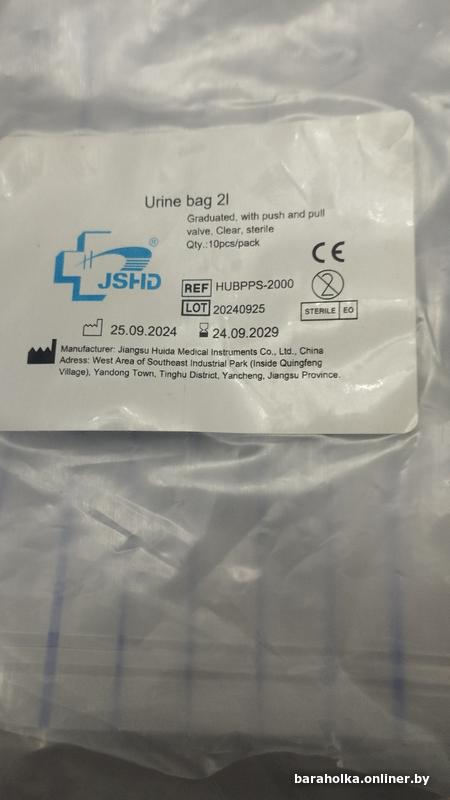 Urine bag 2l
Graduated, with push and pull
valve, Clear, sterile
Qty.:10pcs/pack
JSHD®
CE
REF HUBPPS-2000
2
LOT 20240925
STERILE EO
25.09.2024 24.09.2029
Manufacturer: Jiangsu Huida Medical Instruments Co., Ltd., China
Adress: West Area of Southeast Industrial Park (Inside Quingfeng
Village), Yandong Town, Tinghu District, Yancheng, Jiangsu Province.
baraholka.onliner.by